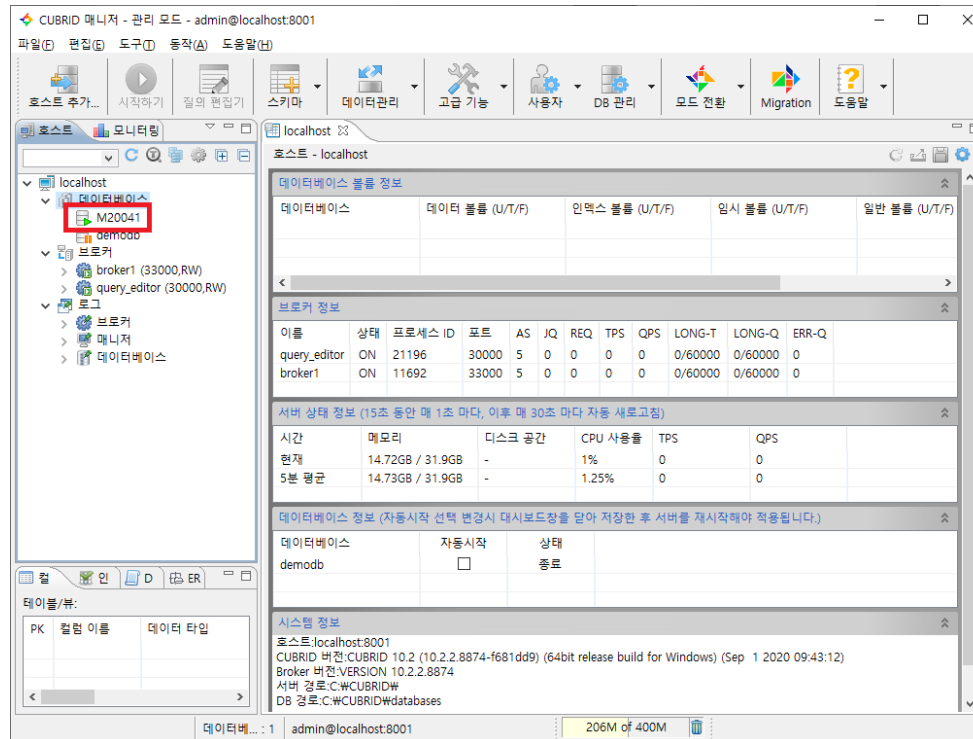 CUBRID 매니저 - 관리 모드 - admin@localhost:8001
파일(F) 편집(E) 도구(T) 동작(A) 도움말(H)
호스트 추가... 시작하기 질의 편집기 스키마 데이터관리 고급 기능 사용자 DB 관리 모드 전환 Migration 도움말
호스트 모니터링
localhost
데이터베이스
M20041
demodb
브로커
broker1 (33000,RW)
query_editor (30000,RW)
로그
브로커
매니저
데이터베이스
컬 인 D ER
테이블/뷰:
PK 컬럼 이름 데이터 타입
localhost
호스트 - localhost
데이터베이스 볼륨 정보
데이터베이스 데이터 볼륨 (U/T/F) 인덱스 볼륨 (U/T/F) 임시 볼륨 (U/T/F) 일반 볼륨 (U/T/F)
브로커 정보
이름 상태 프로세스 ID 포트 AS JQ REQ TPS QPS LONG-T LONG-Q ERR-Q
query_editor ON 21196 30000 5 0 0 0 0 0/60000 0/60000 0
broker1 ON 11692 33000 5 0 0 0 0 0/60000 0/60000 0
서버 상태 정보 (15초 동안 매 1초 마다, 이후 매 30초 마다 자동 새로고침)
시간 메모리 디스크 공간 CPU 사용율 TPS QPS
현재 14.72GB / 31.9GB - 1% 0 0
5분 평균 14.73GB / 31.9GB - 1.25% 0 0
데이터베이스 정보 (자동시작 선택 변경시 대시보드창을 닫아 저장한 후 서버를 재시작해야 적용됩니다.)
데이터베이스 자동시작 상태
demodb 종료
시스템 정보
호스트:localhost:8001
CUBRID 버전:CUBRID 10.2 (10.2.2.8874-f681dd9) (64bit release build for Windows) (Sep 1 2020 09:43:12)
Broker 버전:VERSION 10.2.2.8874
서버 경로:C:₩CUBRID₩
DB 경로:C:₩CUBRID₩databases
데이터베... : 1 admin@localhost:8001 206M of 400M